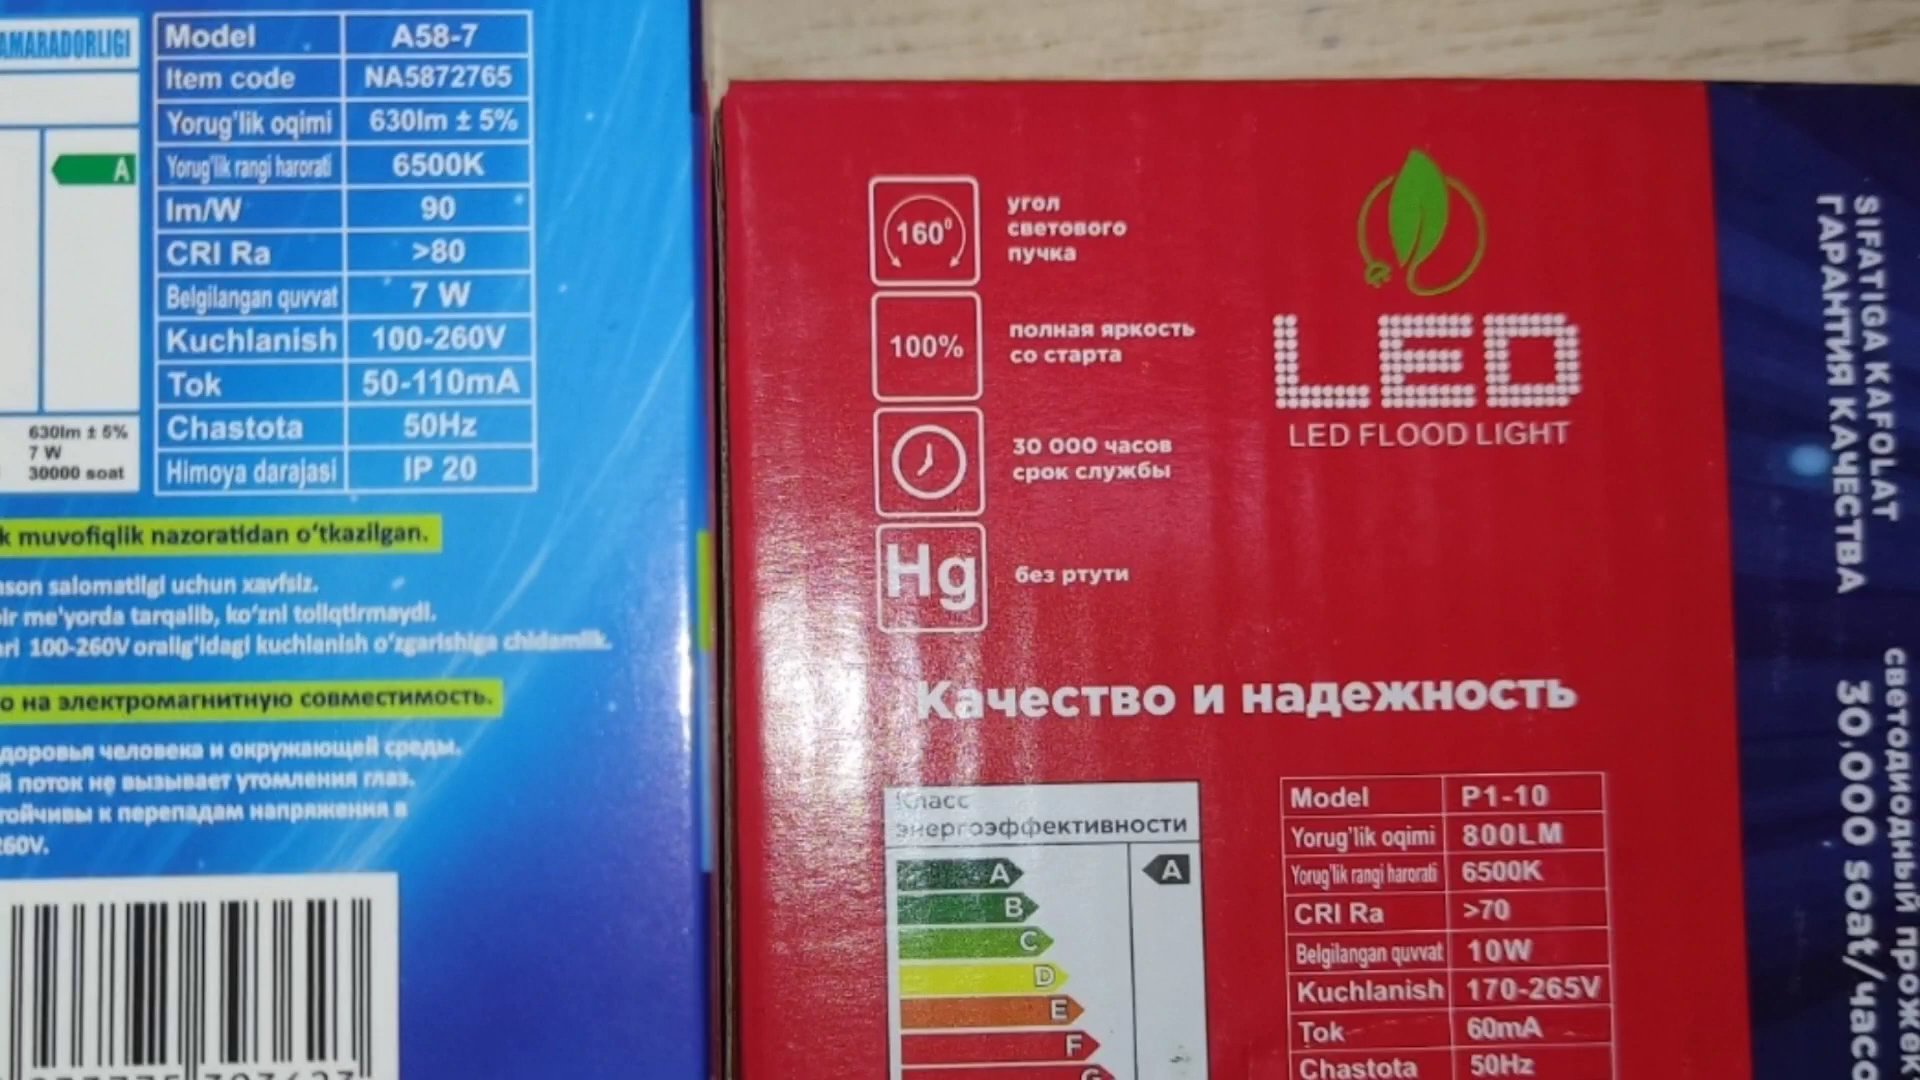 AMARADORLIGI
A
630lm ± 5%
7 W
30000 soat
Model A58-7
Item code NA5872765
Yorug'lik oqimi 630lm ± 5%
Yorug'lik rangi harorati 6500K
lm/W 90
CRI Ra >80
Belgilangan quvvat 7 W
Kuchlanish 100-260V
Tok 50-110mA
Chastota 50Hz
Himoya darajasi IP 20
k muvofiqlik nazoratidan o'tkazilgan.
nson salomatligi uchun xavfsiz.
bir me'yorda tarqalib, ko'zni toliqtirmaydi.
ari 100-260V oralig'idagi kuchlanish o'zgarishiga chidamlik.
о на электромагнитную совместимость.
доровья человека и окружающей среды.
й поток не вызывает утомления глаз.
тойчивы к перепадам напряжения в
260V.
160°
угол
светового
пучка
100%
полная яркость
со старта
30 000 часов
срок службы
Hg
без ртути
LED
LED FLOOD LIGHT
Качество и надежность
Класс
энергоэффективности
A
A
B
C
D
E
F
G
Model P1-10
Yorug'lik oqimi 800LM
Yorug'lik rangi harorati 6500K
CRI Ra >70
Belgilangan quvvat 10W
Kuchlanish 170-265V
Tok 60mA
Chastota 50Hz
SIFATIGA KAFOLAT
ГАРАНТИЯ КАЧЕСТВА
светодиодный прожек
30,000 soat/часо